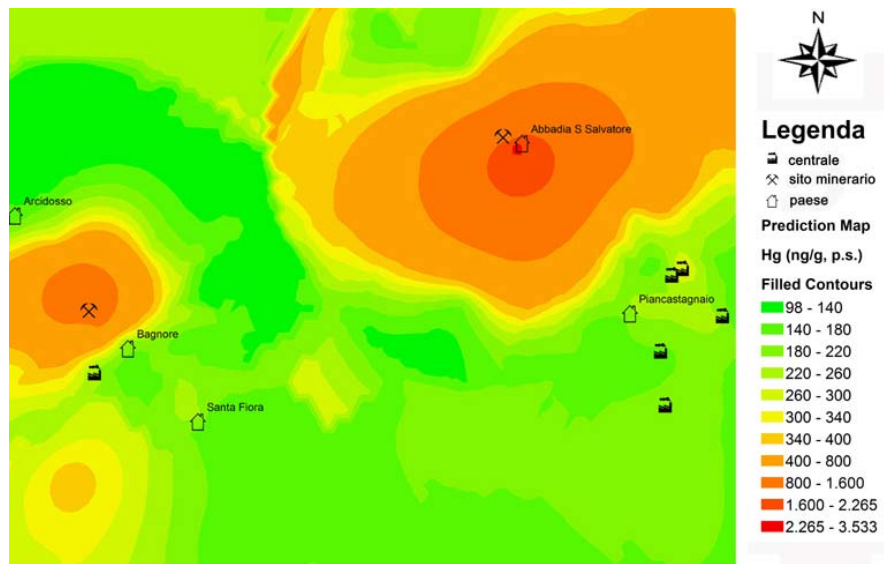 N
Abbadia S Salvatore
Arcidosso
Piancastagnaio
Bagnore
Santa Fiora
Legenda
centrale
sito minerario
paese
Prediction Map
Hg (ng/g, p.s.)
Filled Contours
98 - 140
140 - 180
180 - 220
220 - 260
260 - 300
300 - 340
340 - 400
400 - 800
800 - 1.600
1.600 - 2.265
2.265 - 3.533